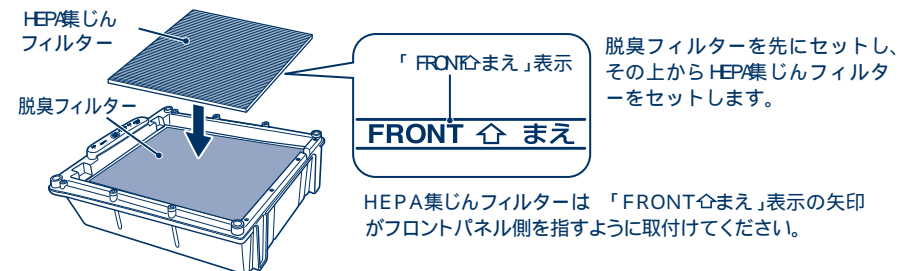 HEPA集じん
フィルター
脱臭フィルター
「 FRONT⇧まえ 」表示
FRONT ⇧ まえ
脱臭フィルターを先にセットし、
その上から HEPA集じんフィルタ
ーをセットします。
HEPA集じんフィルターは 「FRONT⇧まえ」表示の矢印
がフロントパネル側を指すように取付けてください。